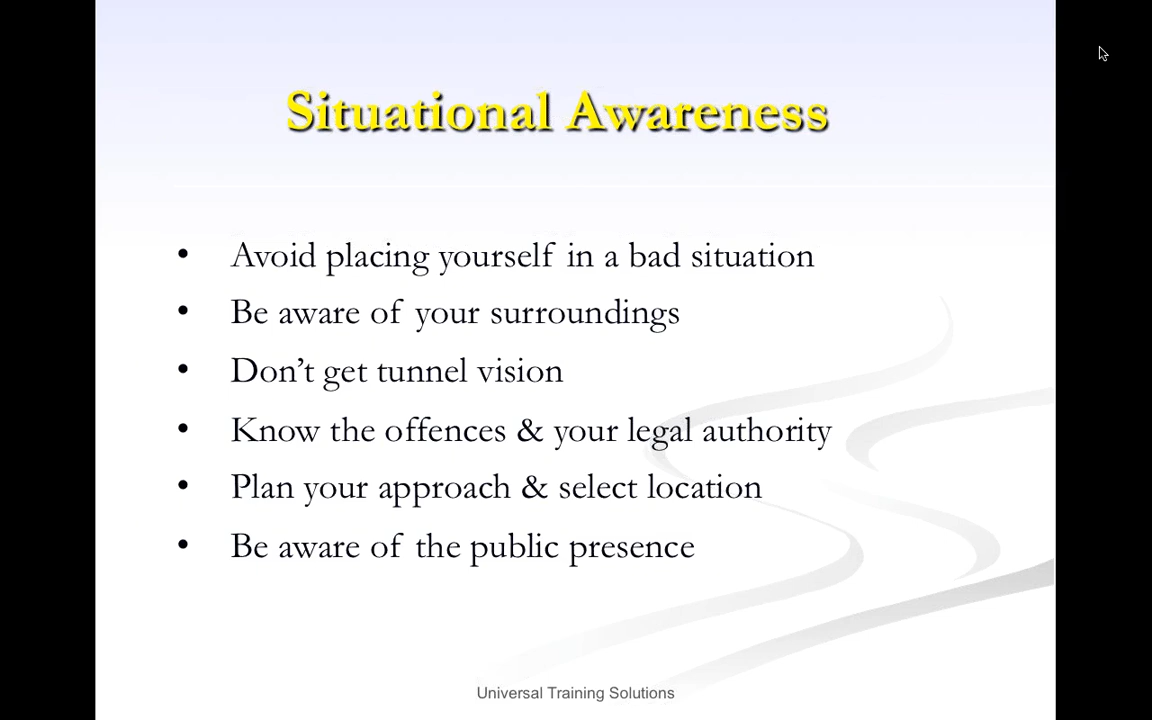 Situational Awareness
• Avoid placing yourself in a bad situation
• Be aware of your surroundings
• Don’t get tunnel vision
• Know the offences & your legal authority
• Plan your approach & select location
• Be aware of the public presence
Universal Training Solutions